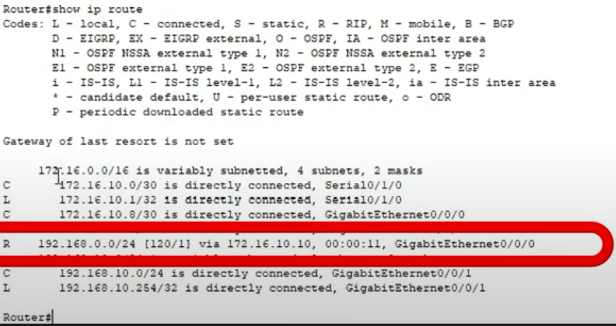 Router#show ip route
Codes: L - local, C - connected, S - static, R - RIP, M - mobile, B - BGP
D - EIGRP, EX - EIGRP external, O - OSPF, IA - OSPF inter area
N1 - OSPF NSSA external type 1, N2 - OSPF NSSA external type 2
E1 - OSPF external type 1, E2 - OSPF external type 2, E - EGP
i - IS-IS, L1 - IS-IS level-1, L2 - IS-IS level-2, ia - IS-IS inter area
* - candidate default, U - per-user static route, o - ODR
P - periodic downloaded static route
Gateway of last resort is not set
172.16.0.0/16 is variably subnetted, 4 subnets, 2 masks
C 172.16.10.0/30 is directly connected, Serial0/1/0
L 172.16.10.1/32 is directly connected, Serial0/1/0
C 172.16.10.8/30 is directly connected, GigabitEthernet0/0/0
R 192.168.0.0/24 [120/1] via 172.16.10.10, 00:00:11, GigabitEthernet0/0/0
C 192.168.10.0/24 is directly connected, GigabitEthernet0/0/1
L 192.168.10.254/32 is directly connected, GigabitEthernet0/0/1
Router#